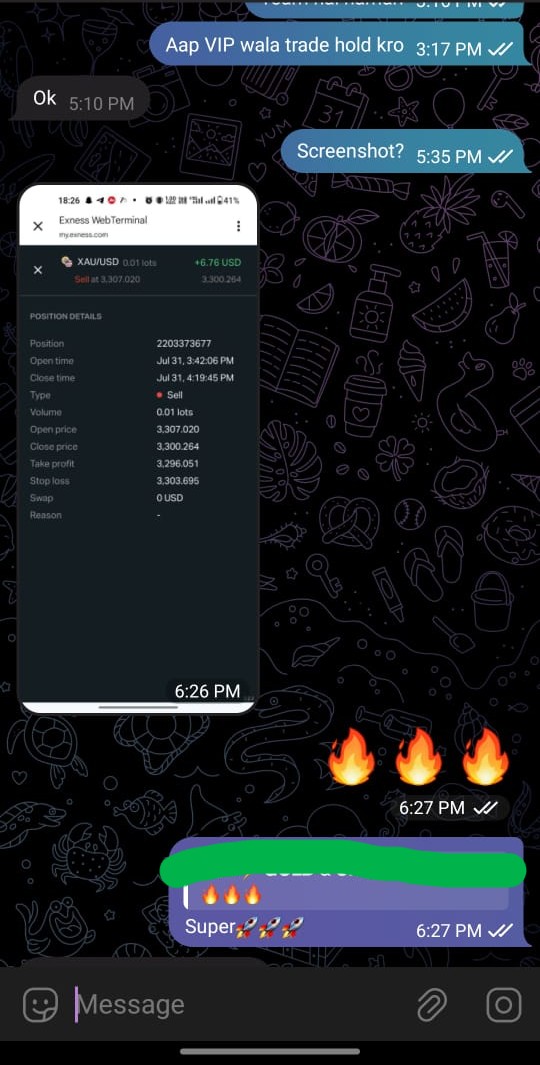 Aap VIP wala trade hold kro 3:17 PM
Ok 5:10 PM
Screenshot? 5:35 PM
18:26 41%
Exness WebTerminal
my.exness.com
XAU/USD 0.01 lots +6.76 USD
Sell at 3,307.020 3,300.264
POSITION DETAILS
Position 2203373677
Open time Jul 31, 3:42:06 PM
Close time Jul 31, 4:19:45 PM
Type Sell
Volume 0.01 lots
Open price 3,307.020
Close price 3,300.264
Take profit 3,296.051
Stop loss 3,303.695
Swap 0 USD
Reason -
6:26 PM
🔥🔥🔥
6:27 PM
🔥🔥🔥
Super🚀🚀🚀 6:27 PM
Message